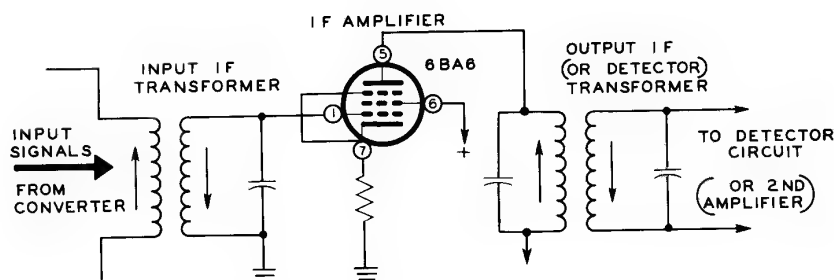 IF AMPLIFIER
INPUT IF
TRANSFORMER
5
6BA6
1
6
7
+
OUTPUT IF
(OR DETECTOR)
TRANSFORMER
INPUT
SIGNALS
FROM
CONVERTER
TO DETECTOR
CIRCUIT
(OR 2ND
AMPLIFIER)